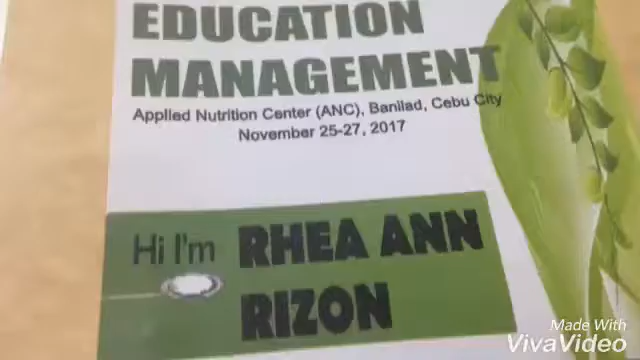 EDUCATION
MANAGEMENT
Applied Nutrition Center (ANC), Banilad, Cebu City
November 25-27, 2017
Hi I'm RHEA ANN
RIZON
Made With
VivaVideo